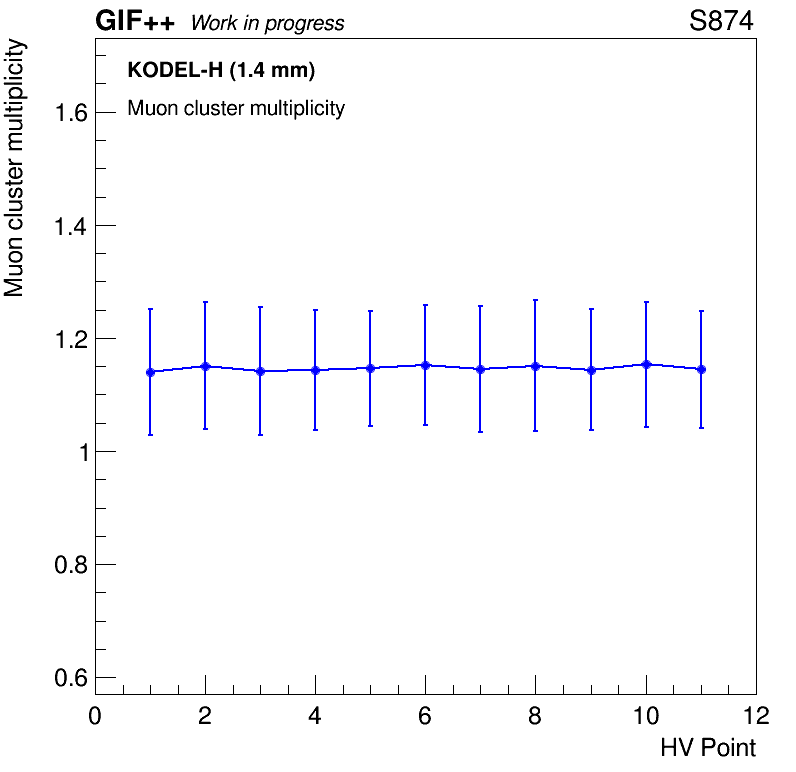 GIF++ Work in progress S874
KODEL-H (1.4 mm)
Muon cluster multiplicity
Muon cluster multiplicity
1.6
1.4
1.2
1
0.8
0.6
0 2 4 6 8 10 12
HV Point